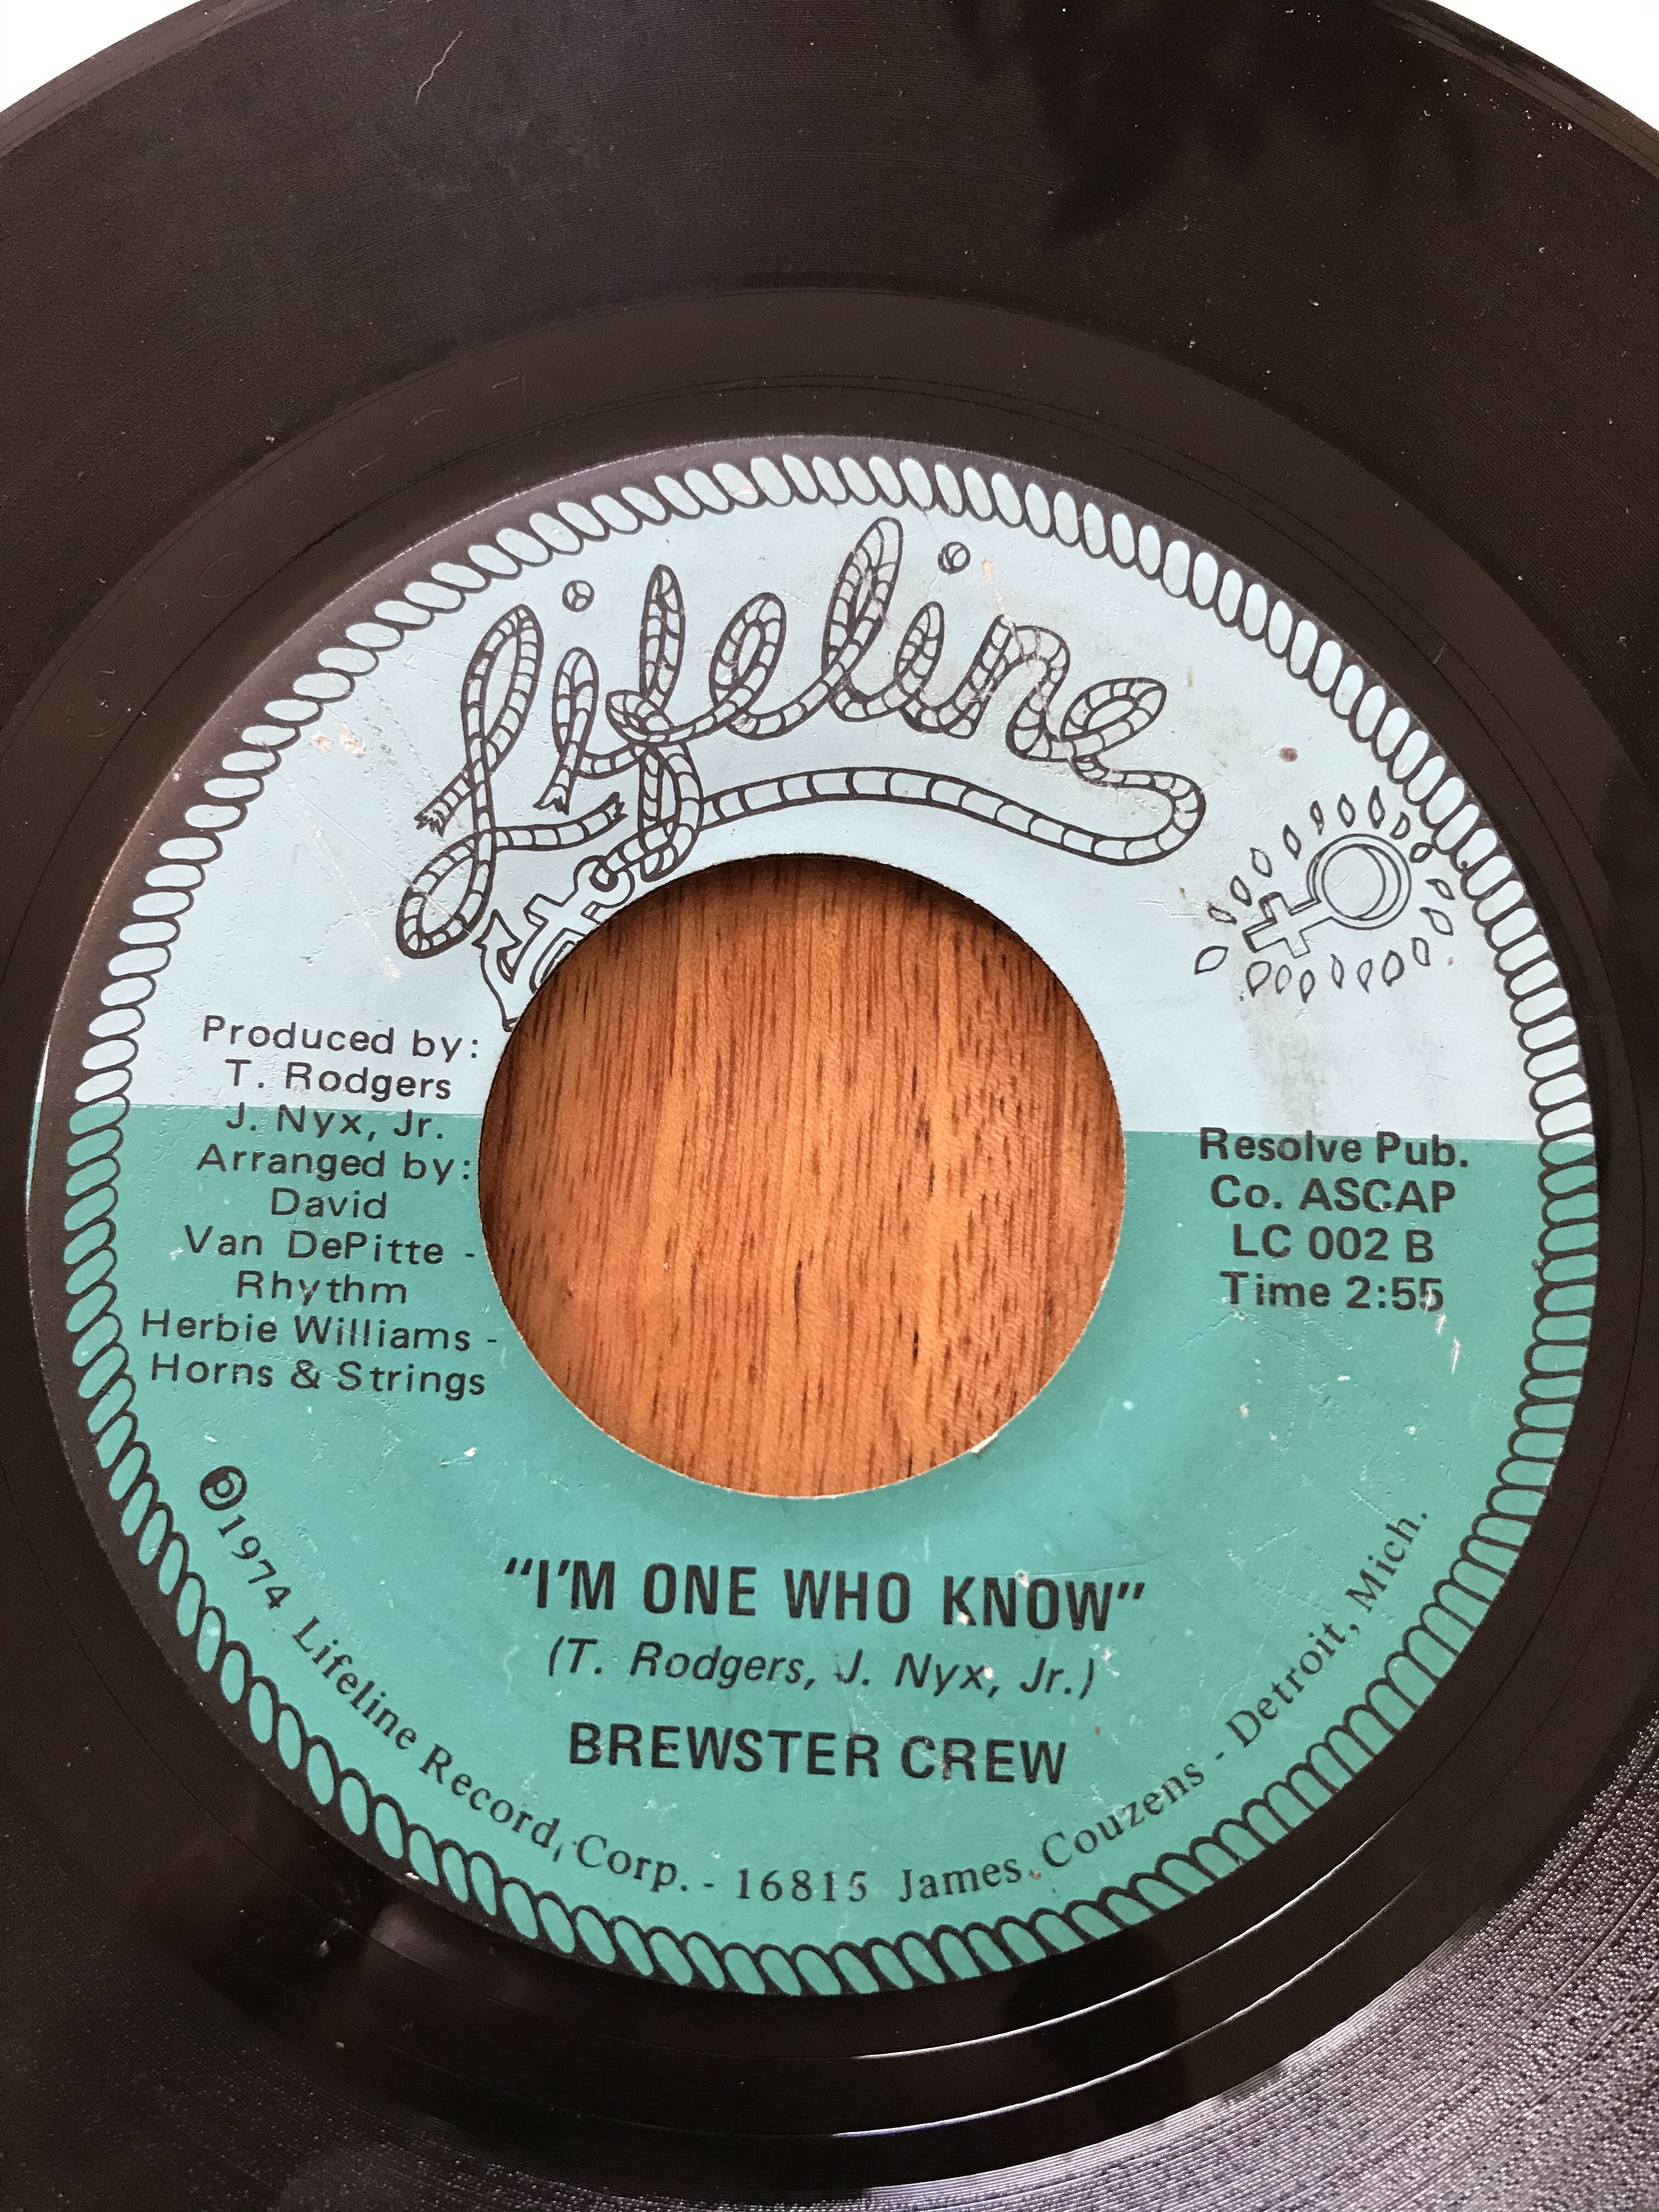 Lifeline
Produced by:
T. Rodgers
J. Nyx, Jr.
Arranged by:
David
Van DePitte -
Rhythm
Herbie Williams -
Horns & Strings
Resolve Pub.
Co. ASCAP
LC 002 B
Time 2:55
"I'M ONE WHO KNOW"
(T. Rodgers, J. Nyx, Jr.)
BREWSTER CREW
℗1974 Lifeline Record, Corp. - 16815 James Couzens - Detroit, Mich.